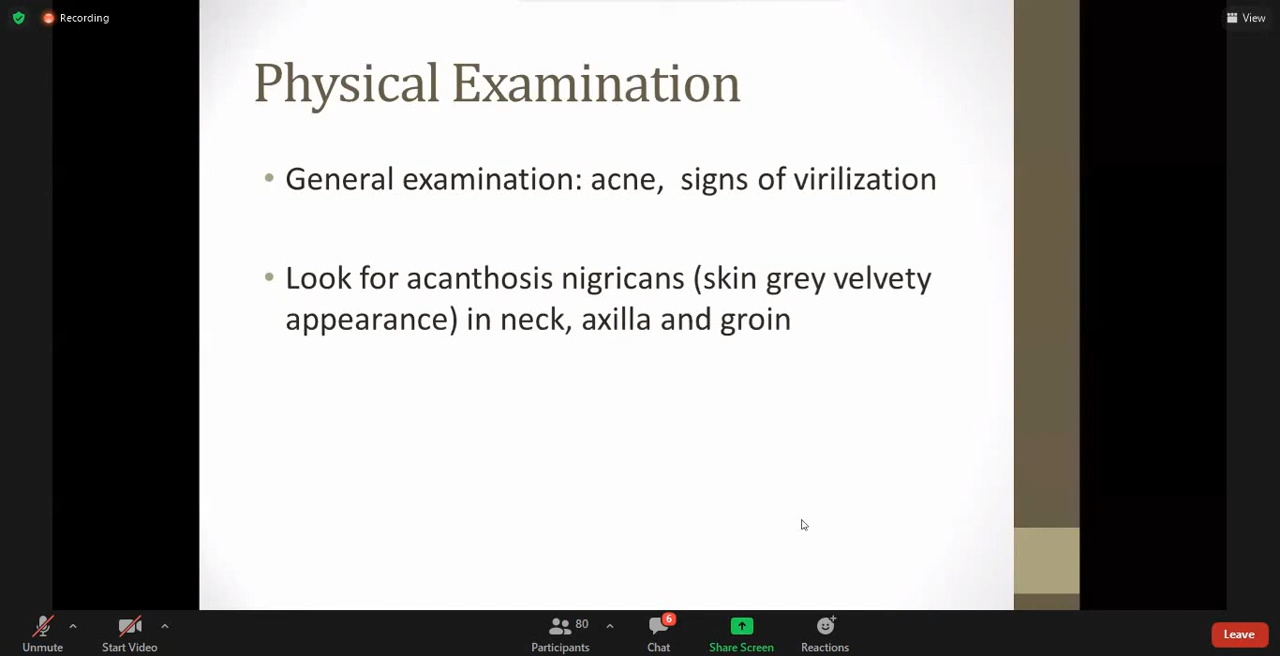 Recording
View
Physical Examination
• General examination: acne, signs of virilization
• Look for acanthosis nigricans (skin grey velvety
appearance) in neck, axilla and groin
80
6
Unmute
Start Video
Participants
Chat
Share Screen
Reactions
Leave